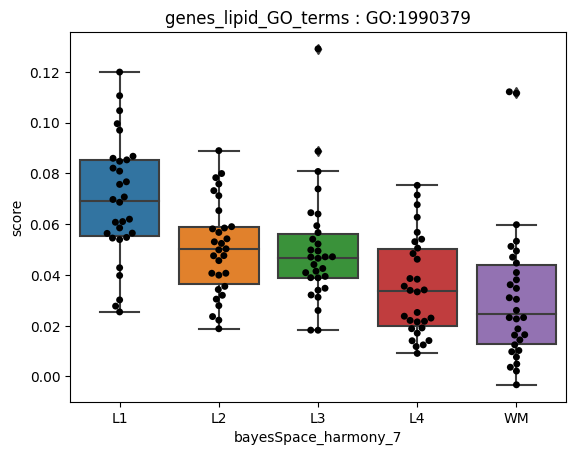 genes_lipid_GO_terms : GO:1990379
0.12
0.10
0.08
0.06
0.04
0.02
0.00
score
L1 L2 L3 L4 WM
bayesSpace_harmony_7